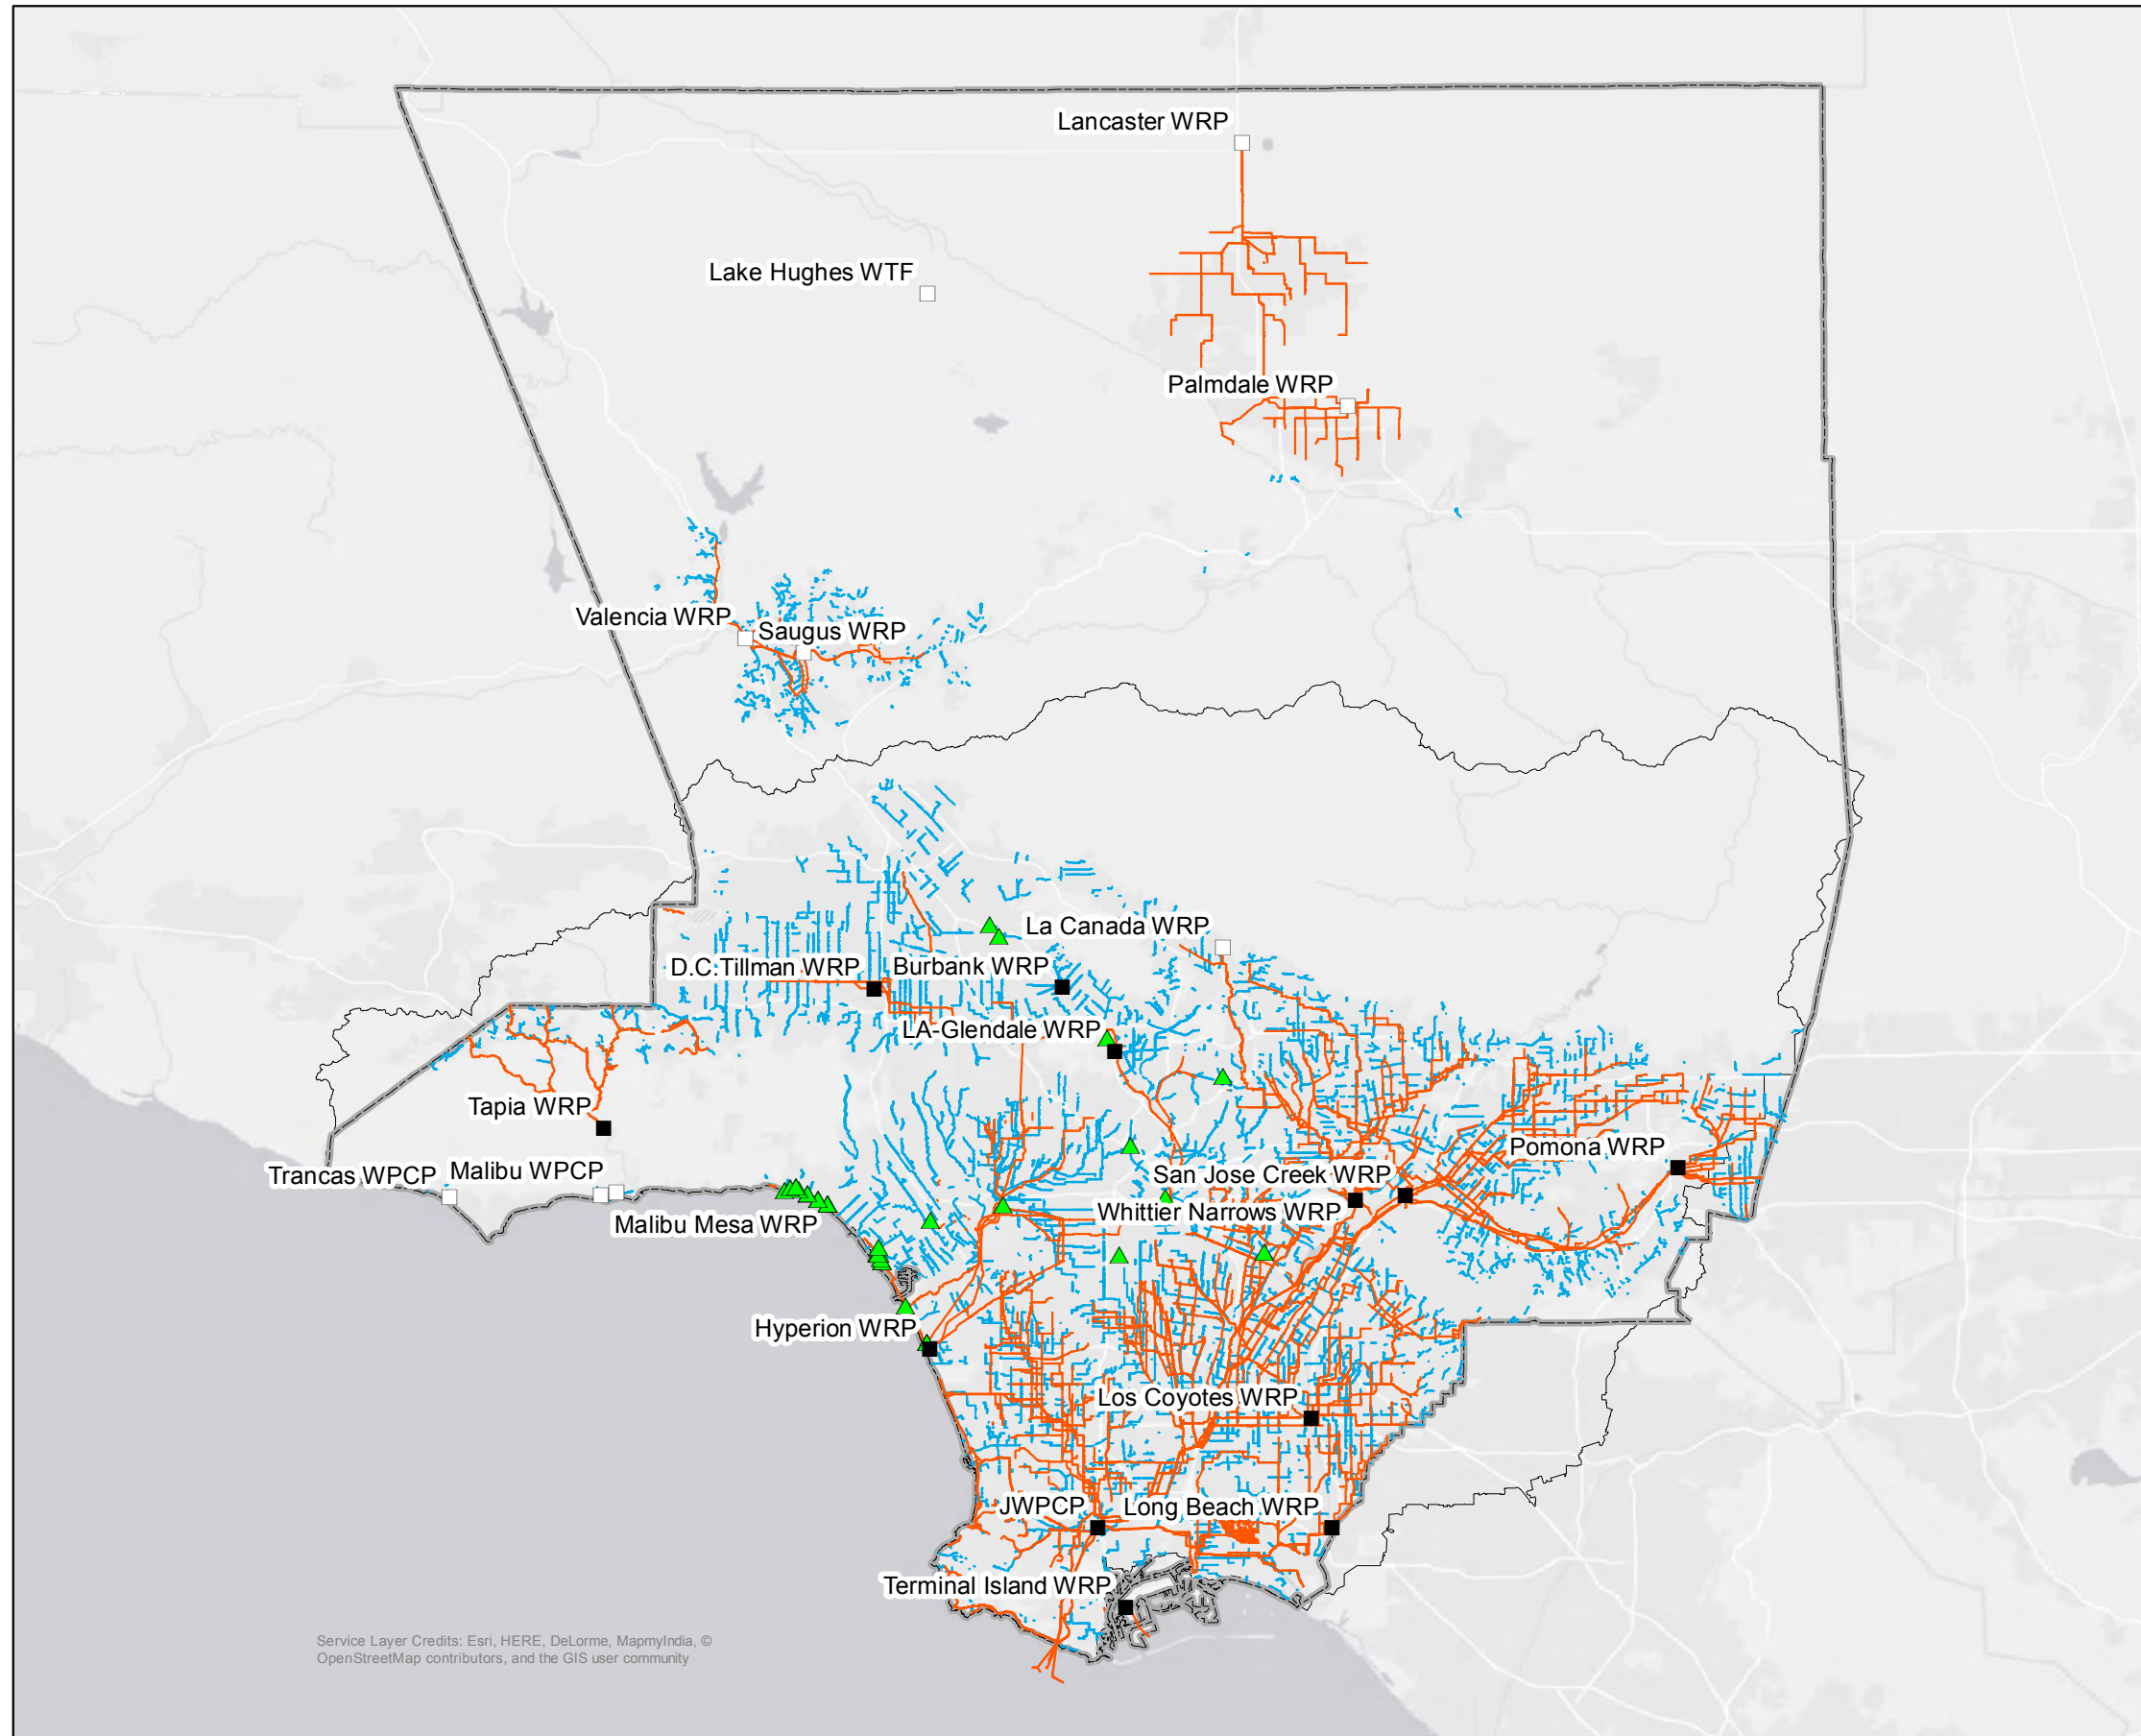 Lancaster WRP
Lake Hughes WTF
Palmdale WRP
Valencia WRP
Saugus WRP
La Canada WRP
D.C.Tillman WRP
Burbank WRP
LA-Glendale WRP
Tapia WRP
Pomona WRP
Trancas WPCP
Malibu WPCP
San Jose Creek WRP
Whittier Narrows WRP
Malibu Mesa WRP
Hyperion WRP
Los Coyotes WRP
JWPCP
Long Beach WRP
Terminal Island WRP
Service Layer Credits: Esri, HERE, DeLorme, MapmyIndia, ©
OpenStreetMap contributors, and the GIS user community